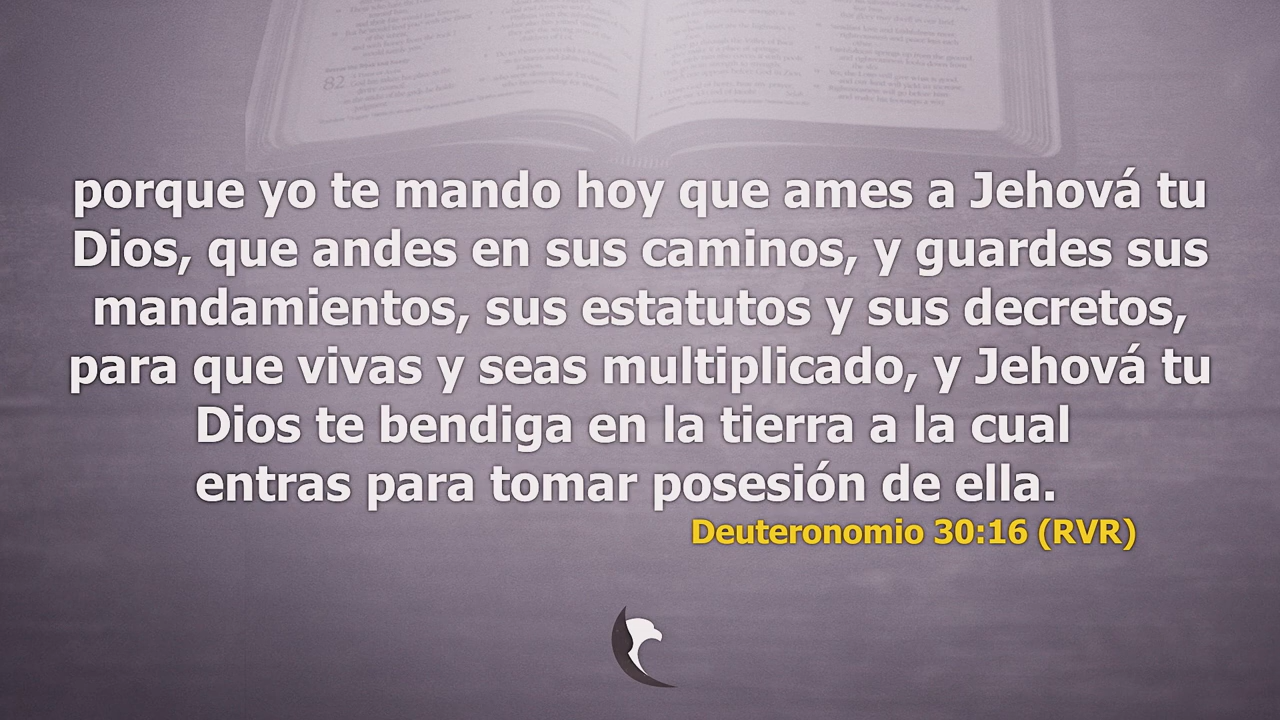 porque yo te mando hoy que ames a Jehová tu
Dios, que andes en sus caminos, y guardes sus
mandamientos, sus estatutos y sus decretos,
para que vivas y seas multiplicado, y Jehová tu
Dios te bendiga en la tierra a la cual
entras para tomar posesión de ella.
Deuteronomio 30:16 (RVR)